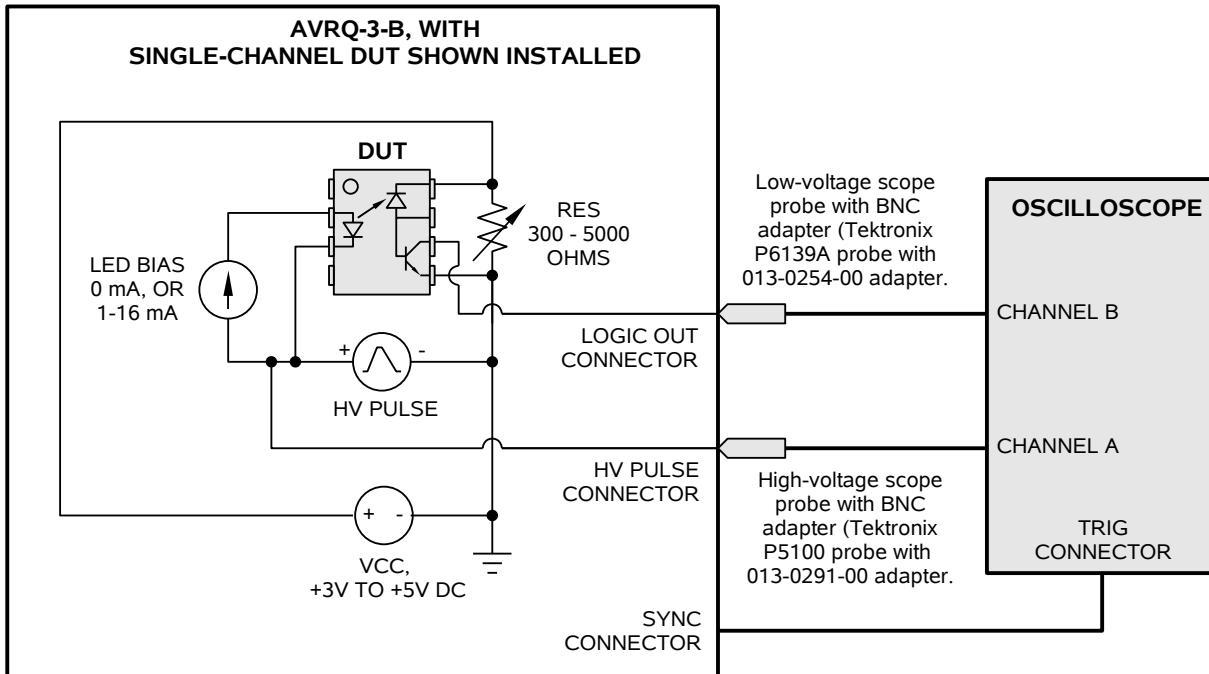 AVRQ-3-B, WITH
SINGLE-CHANNEL DUT SHOWN INSTALLED
DUT
RES
300 - 5000
OHMS
LED BIAS
0 mA, OR
1-16 mA
+
-
HV PULSE
LOGIC OUT
CONNECTOR
HV PULSE
CONNECTOR
+ -
VCC,
+3V TO +5V DC
SYNC
CONNECTOR
Low-voltage scope
probe with BNC
adapter (Tektronix
P6139A probe with
013-0254-00 adapter.
High-voltage scope
probe with BNC
adapter (Tektronix
P5100 probe with
013-0291-00 adapter.
OSCILLOSCOPE
CHANNEL B
CHANNEL A
TRIG
CONNECTOR